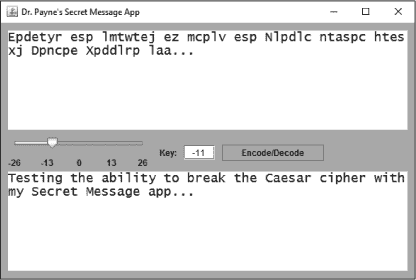 Dr. Payne's Secret Message App
Epdetyr esp lmtwtej ez mcplv esp Nlpdlc ntaspc htes
xj Dpncpe Xpddlrp laa...
-26 -13 0 13 26
Key: -11 Encode/Decode
Testing the ability to break the Caesar cipher with
my Secret Message app...